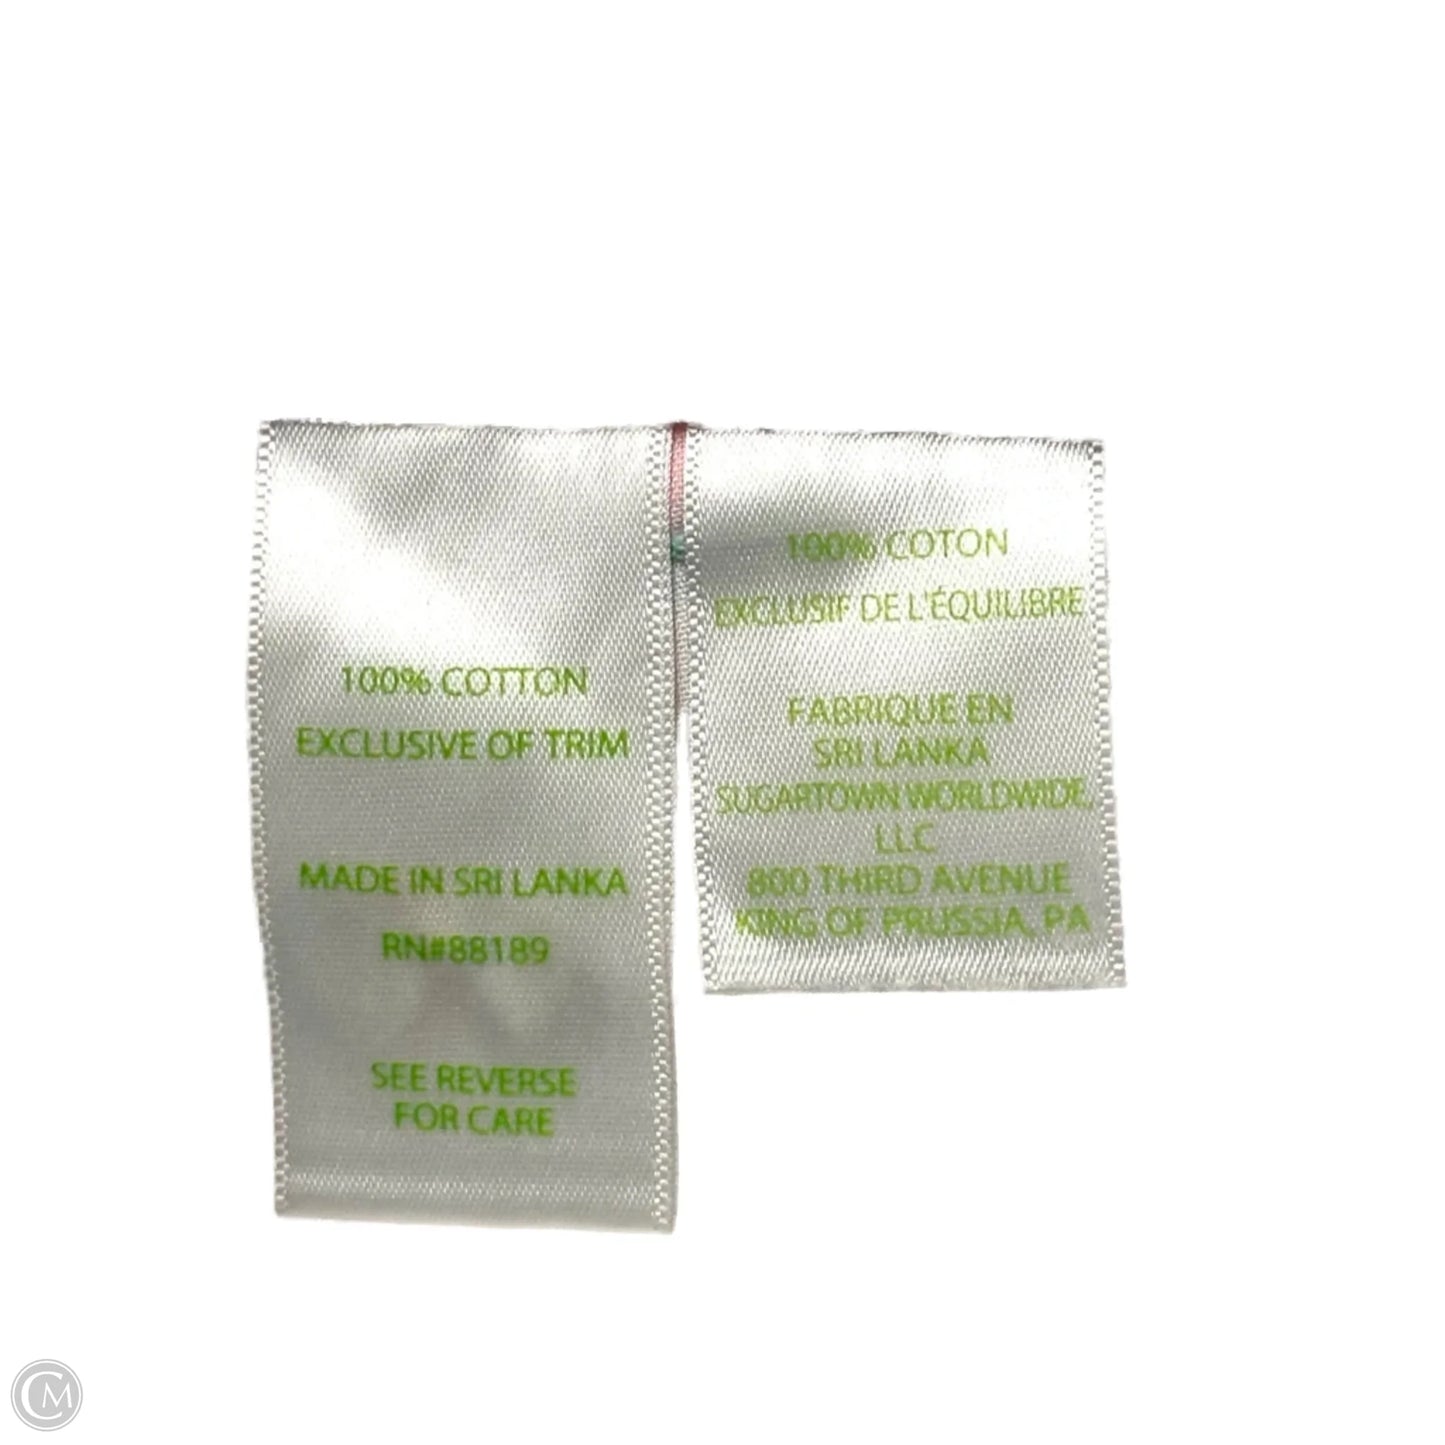 100% COTTON
EXCLUSIVE OF TRIM
MADE IN SRI LANKA
RN#88189
SEE REVERSE
FOR CARE
100% COTON
EXCLUSIF DE L'ÉQUILIBRE
FABRIQUE EN
SRI LANKA
SUGARTOWN WORLDWIDE,
LLC
800 THIRD AVENUE
KING OF PRUSSIA, PA
CM